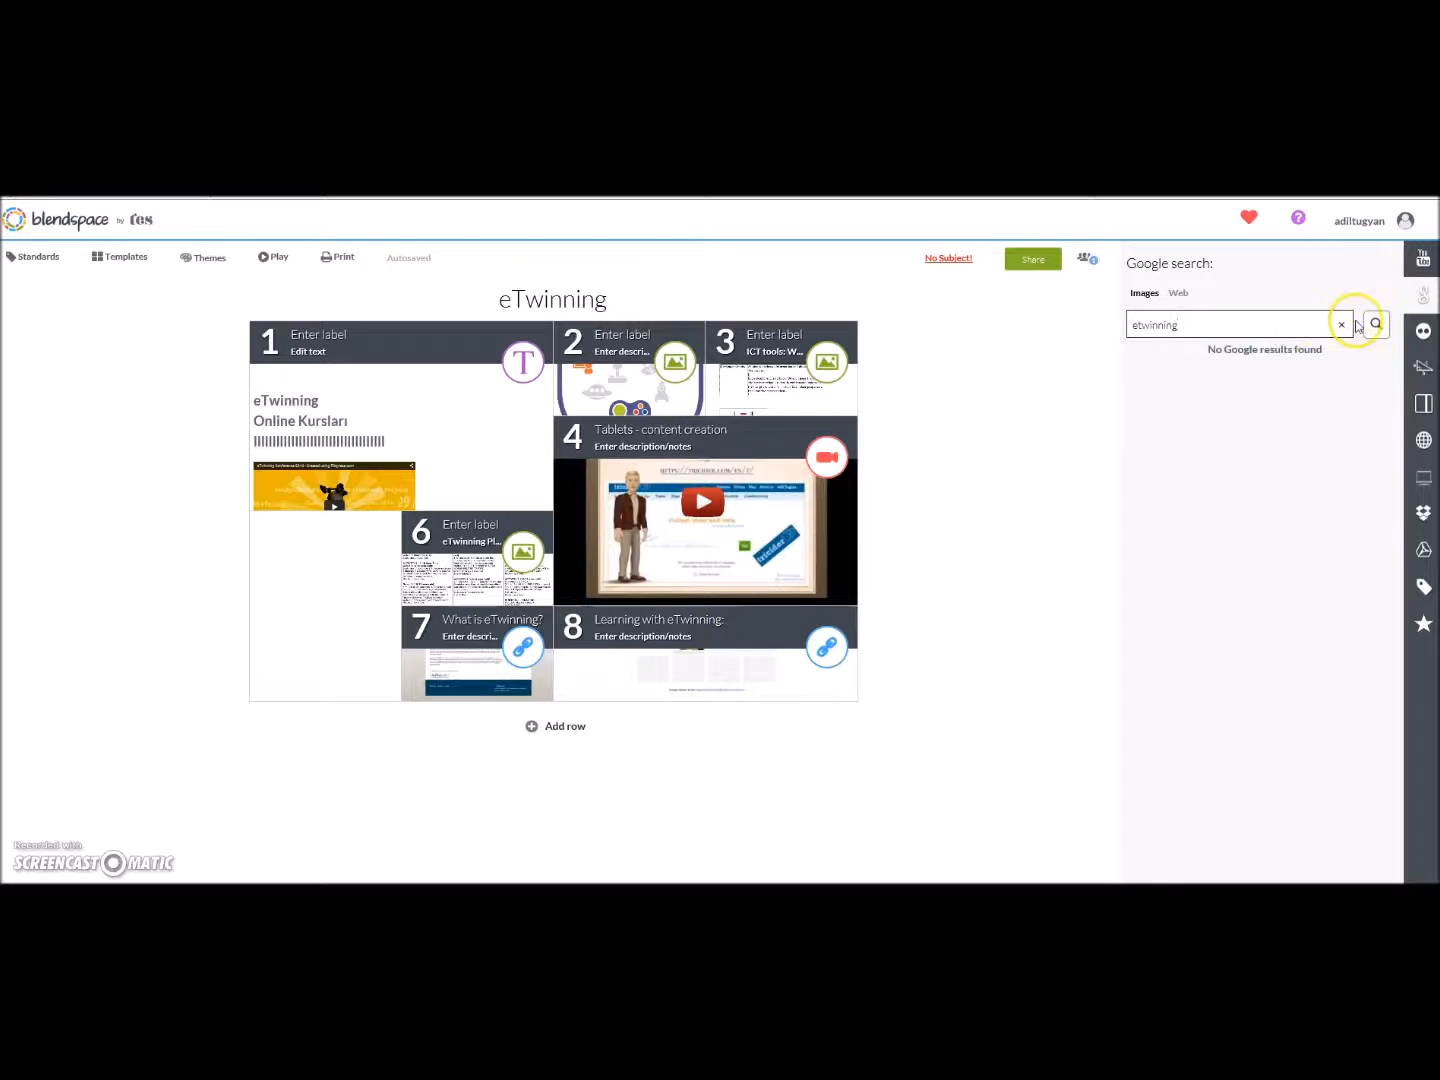 blendspace by tes
adiltugyan
Standards
Templates
Themes
Play
Print
Autosaved
No Subject!
Share
Google search:
Images Web
etwinning
×
No Google results found
You
Tube
eTwinning
1 Enter label
Edit text
T
2 Enter label
Enter descri...
3 Enter label
ICT tools: W...
eTwinning
Online Kursları
4 Tablets - content creation
Enter description/notes
tricider
6 Enter label
eTwinning Pl...
7 What is eTwinning?
Enter descri...
8 Learning with eTwinning:
Enter description/notes
Add row
Recorded with
SCREENCAST-O-MATIC